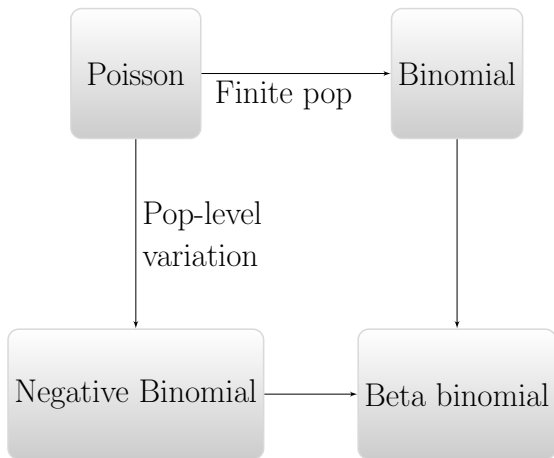 Poisson
Finite pop
Binomial
Pop-level
variation
Negative Binomial
Beta binomial